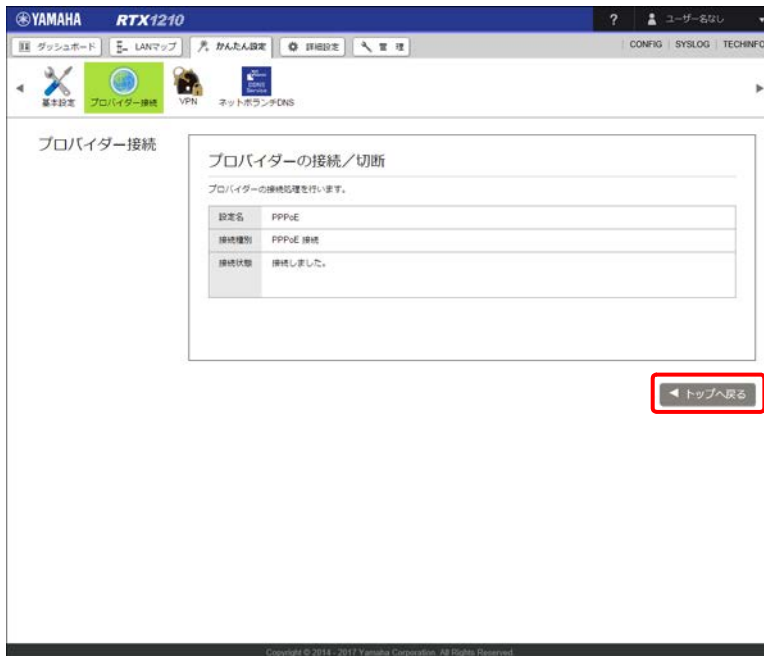 YAMAHA RTX1210 ? ユーザー名なし
ダッシュボード LANマップ かんたん設定 詳細設定 管 理 CONFIG SYSLOG TECHINFO
基本設定 プロバイダー接続 VPN ネットボランチDNS
プロバイダー接続
プロバイダーの接続/切断
プロバイダーの接続処理を行います。
設定名 PPPoE
接続種別 PPPoE 接続
接続状態 接続しました。
トップへ戻る
Copyright © 2014 - 2017 Yamaha Corporation. All Rights Reserved.